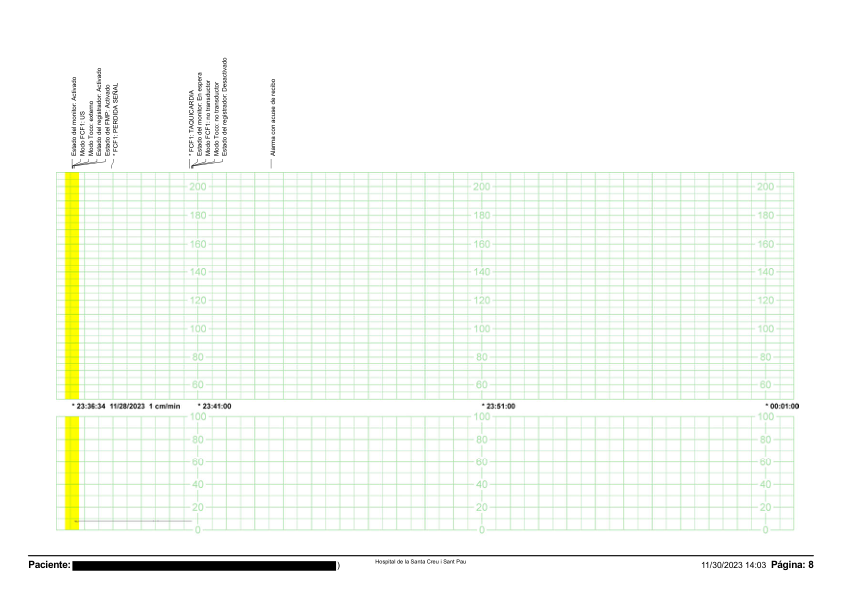 Estado del monitor: Activado
Modo FCF1: US
Modo Toco: externo
Estado del registrador: Activado
Estado del FMP: Activado
* FCF1: PERDIDA SEÑAL
* FCF1: TAQUICARDIA
Estado del monitor: En espera
Modo FCF1: no transductor
Modo Toco: no transductor
Estado del registrador: Desactivado
Alarma con acuse de recibo
200 200 200
180 180 180
160 160 160
140 140 140
120 120 120
100 100 100
80 80 80
60 60 60
* 23:36:34 11/28/2023 1 cm/min * 23:41:00 * 23:51:00 * 00:01:00
100 100 100
80 80 80
60 60 60
40 40 40
20 20 20
0 0 0
Paciente: ) Hospital de la Santa Creu i Sant Pau 11/30/2023 14:03 Página: 8